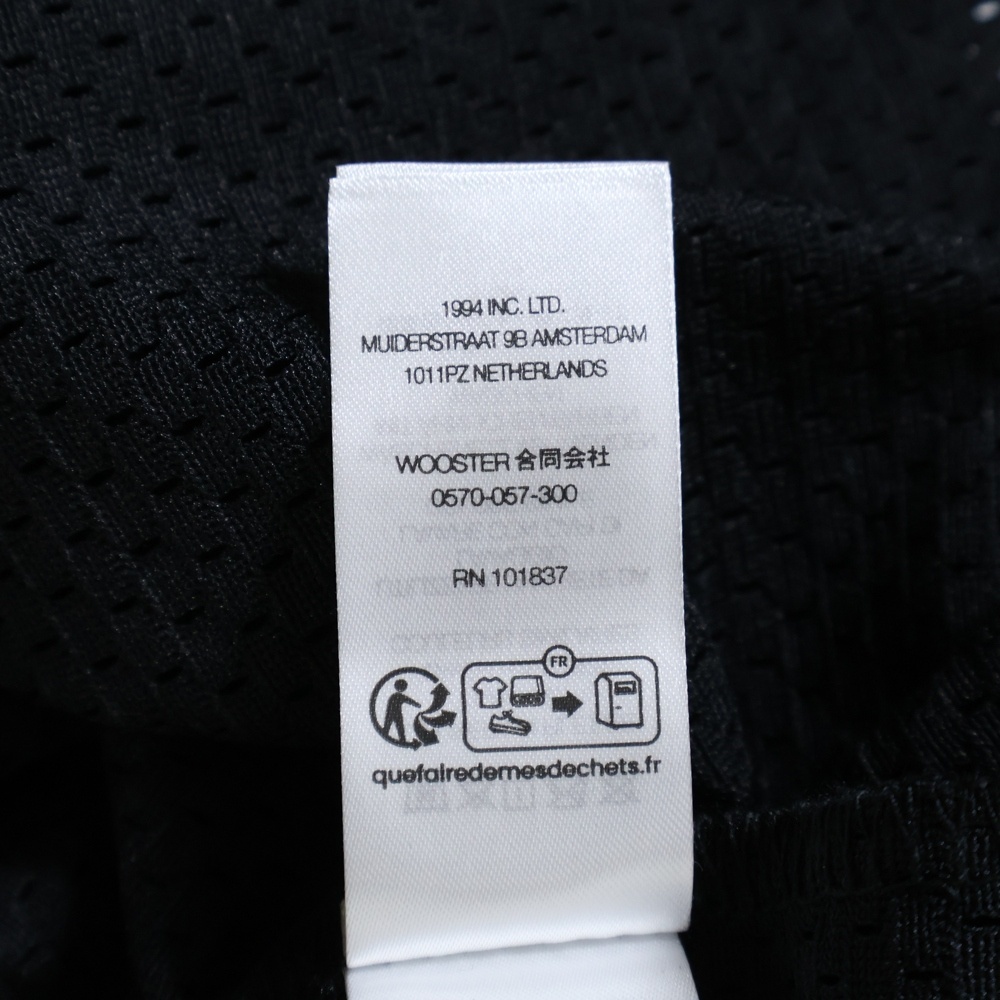 1994 INC. LTD.
MUIDERSTRAAT 9B AMSTERDAM
1011PZ NETHERLANDS
WOOSTER 合同会社
0570-057-300
RN 101837
FR
quefairedemesdechets.fr